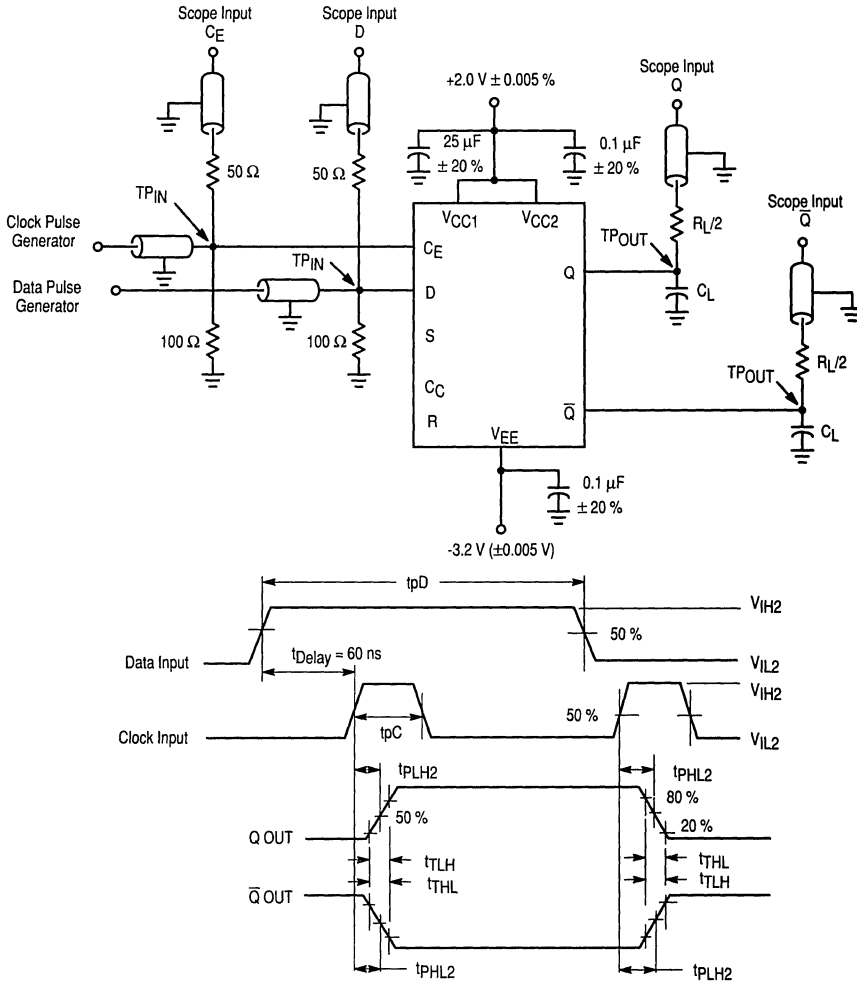 Scope Input
CE
Scope Input
D
+2.0 V ± 0.005 %
Scope Input
Q
25 µF
± 20 %
0.1 µF
± 20 %
50 Ω
50 Ω
Scope Input
Q̅
RL/2
TPIN
VCC1
VCC2
Clock Pulse
Generator
CE
TPOUT
TPIN
Q
Data Pulse
Generator
D
CL
100 Ω
100 Ω
S
RL/2
TPOUT
CC
Q̅
R
CL
VEE
0.1 µF
± 20 %
-3.2 V (±0.005 V)
tpD
VIH2
50 %
tDelay = 60 ns
Data Input
VIL2
VIH2
50 %
tpC
Clock Input
VIL2
tPLH2
tPHL2
80 %
50 %
20 %
Q OUT
tTLH
tTHL
tTHL
tTLH
Q̅ OUT
tPHL2
tPLH2